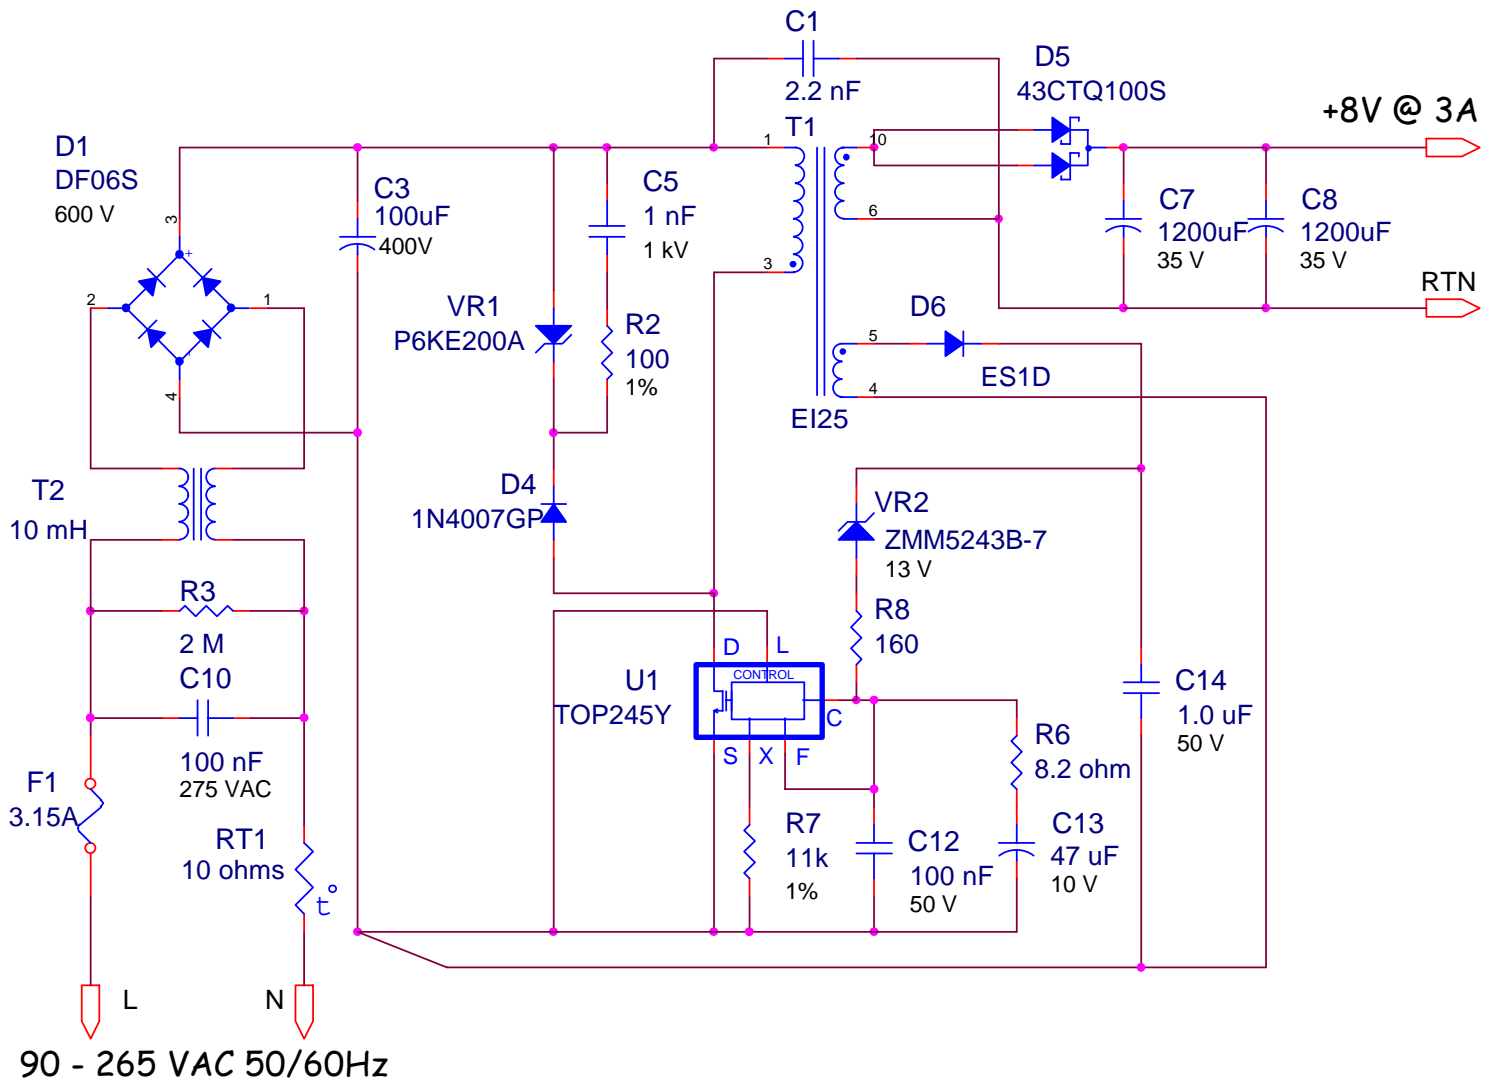 C1
2.2 nF
D5
43CTQ100S
+8V @ 3A
T1
1
10
D1
DF06S
600 V
3
C3
100uF
400V
C5
1 nF
1 kV
6
C7
1200uF
35 V
C8
1200uF
35 V
3
RTN
+
2
1
VR1
P6KE200A
R2
100
1%
D6
5
ES1D
-
4
4
EI25
T2
10 mH
D4
1N4007GP
VR2
ZMM5243B-7
13 V
R3
2 M
R8
160
D
L
CONTROL
U1
TOP245Y
C
S
X
F
C10
100 nF
275 VAC
C14
1.0 uF
50 V
R6
8.2 ohm
F1
3.15A
RT1
10 ohms
t°
R7
11k
1%
C12
100 nF
50 V
C13
47 uF
10 V
L
N
90 - 265 VAC 50/60Hz